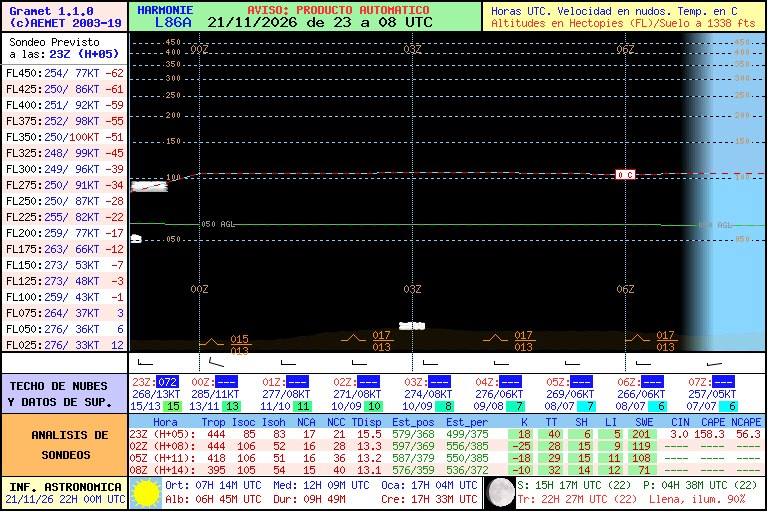 Gramet 1.1.0
(c)AEMET 2003-19
HARMONIE
L86A
AVISO: PRODUCTO AUTOMATICO
21/11/2026 de 23 a 08 UTC
Horas UTC. Velocidad en nudos. Temp. en C
Altitudes en Hectopies (FL)/Suelo a 1338 fts
Sondeo Previsto
a las: 23Z (H+05)
FL450:254/ 77KT -62
FL425:250/ 86KT -61
FL400:251/ 92KT -59
FL375:252/ 98KT -55
FL350:250/100KT -51
FL325:248/ 99KT -45
FL300:249/ 96KT -39
FL275:250/ 91KT -34
FL250:250/ 87KT -28
FL225:255/ 82KT -22
FL200:259/ 77KT -17
FL175:263/ 66KT -12
FL150:271/ 53KT -7
FL125:273/ 48KT -3
FL100:259/ 43KT -1
FL075:264/ 37KT 3
FL050:276/ 36KT 6
FL025:276/ 33KT 12
00Z 03Z 06Z
450 450
400 400
350 350
300 300
250 250
200 200
150 150
100 100
0 C
050 AGL
050 050
00Z 03Z 06Z
015 017 017 017
013 013 013 013
TECHO DE NUBES
Y DATOS DE SUP.
23Z:072 00Z:--- 01Z:--- 02Z:--- 03Z:--- 04Z:--- 05Z:--- 06Z:--- 07Z:---
268/13KT 285/11KT 277/08KT 271/08KT 274/08KT 276/06KT 269/06KT 266/06KT 257/05KT
15/13 15 13/11 13 11/10 11 10/09 10 10/09 8 09/08 7 08/07 7 08/07 6 07/07 6
ANALISIS DE
SONDEOS
Hora Trop Isoc Isoh NCA NCC TDisp Est_pos Est_per K TT SH LI SWE CIN CAPE NCAPE
23Z (H+05): 444 85 83 17 21 15.5 579/368 499/375 18 40 6 5 201 3.0 158.3 56.3
02Z (H+08): 444 106 52 16 28 13.3 597/369 556/385 -25 28 15 9 119 ---- ---- ----
05Z (H+11): 418 106 51 16 36 12.4 587/379 550/385 -18 29 15 11 108 ---- ---- ----
08Z (H+14): 395 105 54 15 40 13.1 576/359 536/372 -10 32 14 12 71 ---- ---- ----
INF. ASTRONOMICA
21/11/26 22H 00M UTC
Ort: 07H 14M UTC Med: 12H 09M UTC Oca: 17H 04M UTC
Alb: 06H 45M UTC Dur: 09H 49M Cre: 17H 33M UTC
S: 15H 17M UTC (22) P: 04H 38M UTC (22)
Tr: 22H 27M UTC (22) Llena, ilum. 90%